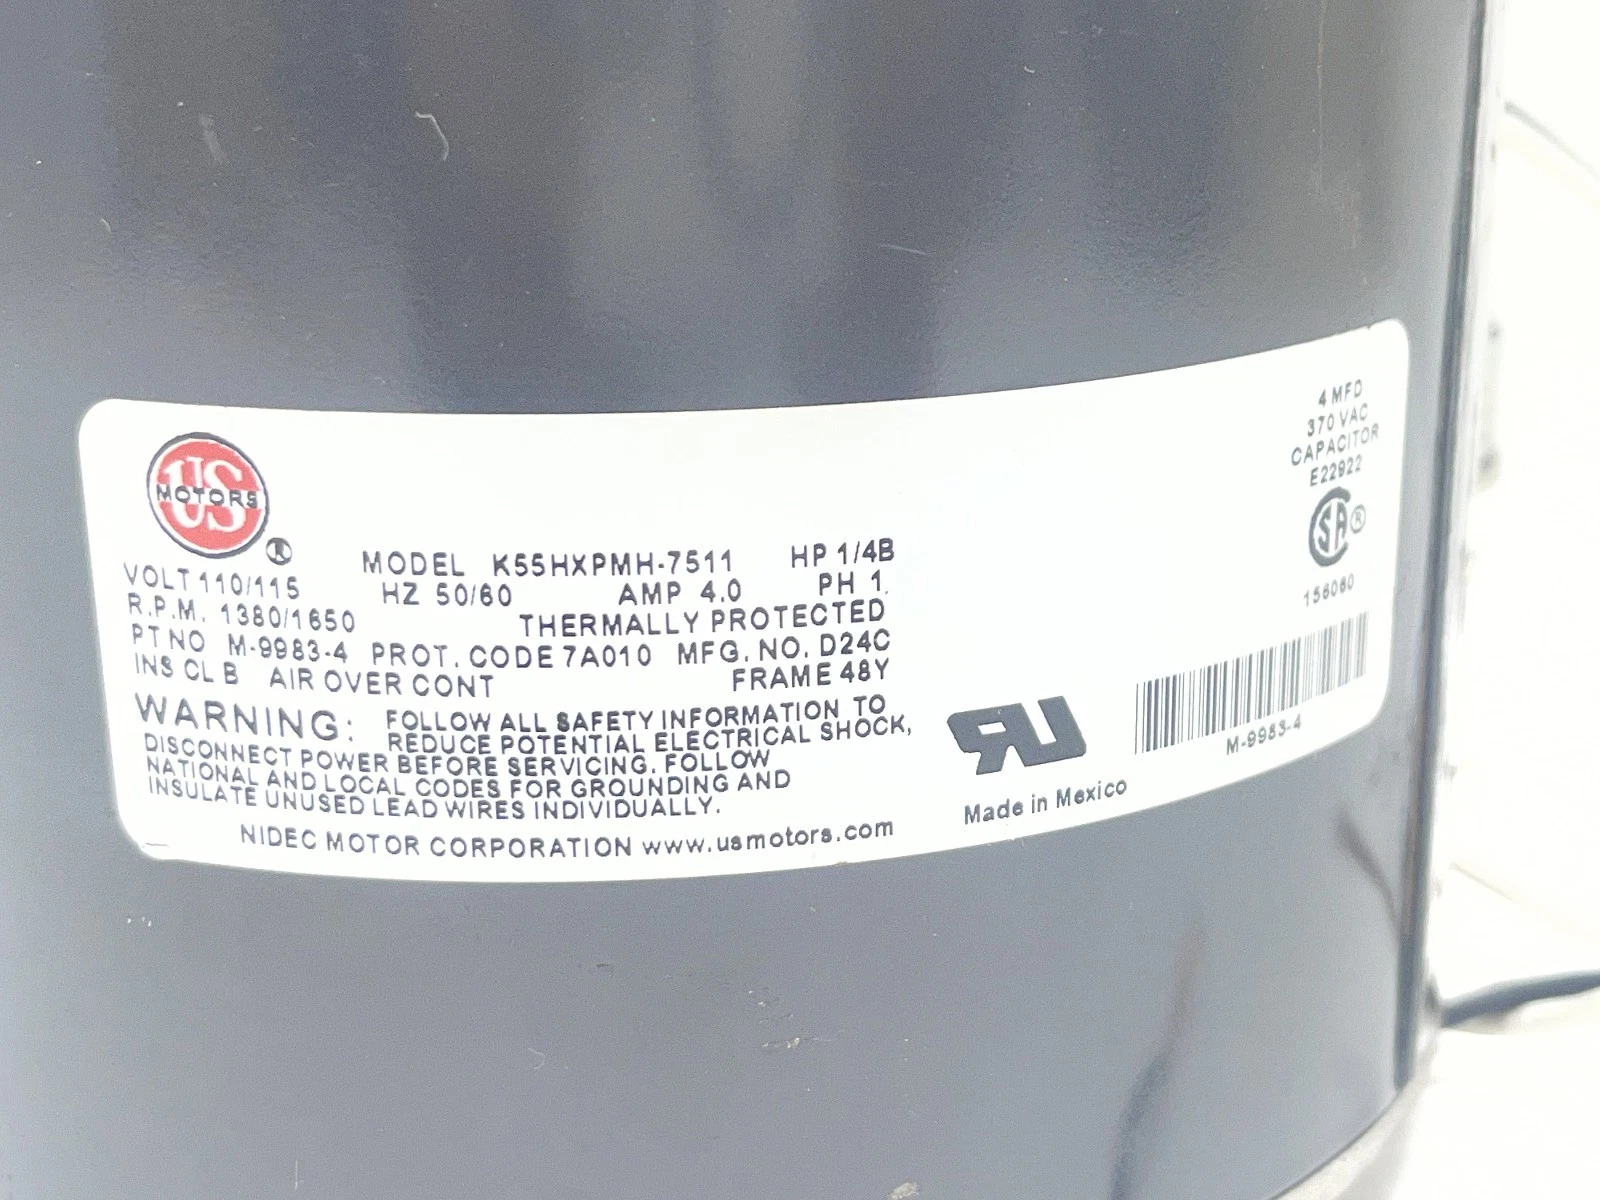 US
MOTORS
®
MODEL K55HXPMH-7511 HP 1/4B
VOLT 110/115 HZ 50/60 AMP 4.0 PH 1
R.P.M. 1380/1650 THERMALLY PROTECTED
PT NO M-9983-4 PROT. CODE 7A010 MFG. NO. D24C
INS CL B AIR OVER CONT FRAME 48Y
WARNING: FOLLOW ALL SAFETY INFORMATION TO
REDUCE POTENTIAL ELECTRICAL SHOCK,
DISCONNECT POWER BEFORE SERVICING. FOLLOW
NATIONAL AND LOCAL CODES FOR GROUNDING AND
INSULATE UNUSED LEAD WIRES INDIVIDUALLY.
NIDEC MOTOR CORPORATION www.usmotors.com
4 MFD
370 VAC
CAPACITOR
E22922
CSA ®
156060
M-9983-4
RU
Made in Mexico